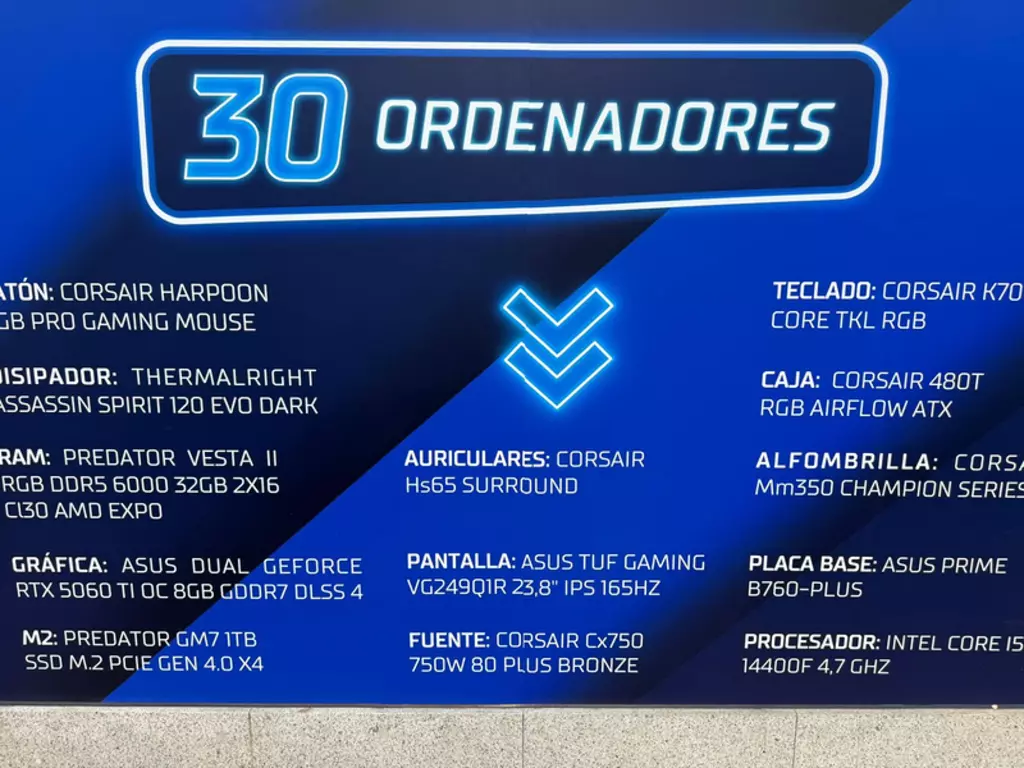 30 ORDENADORES
ATÓN: CORSAIR HARPOON
GB PRO GAMING MOUSE
DISIPADOR: THERMALRIGHT
ASSASSIN SPIRIT 120 EVO DARK
RAM: PREDATOR VESTA II
RGB DDR5 6000 32GB 2X16
Cl30 AMD EXPO
GRÁFICA: ASUS DUAL GEFORCE
RTX 5060 TI OC 8GB GDDR7 DLSS 4
M2: PREDATOR GM7 1TB
SSD M.2 PCIE GEN 4.0 X4
AURICULARES: CORSAIR
Hs65 SURROUND
PANTALLA: ASUS TUF GAMING
VG249Q1R 23,8" IPS 165HZ
FUENTE: CORSAIR Cx750
750W 80 PLUS BRONZE
TECLADO: CORSAIR K70
CORE TKL RGB
CAJA: CORSAIR 480T
RGB AIRFLOW ATX
ALFOMBRILLA: CORSA
Mm350 CHAMPION SERIES
PLACA BASE: ASUS PRIME
B760-PLUS
PROCESADOR: INTEL CORE I5
14400F 4,7 GHZ